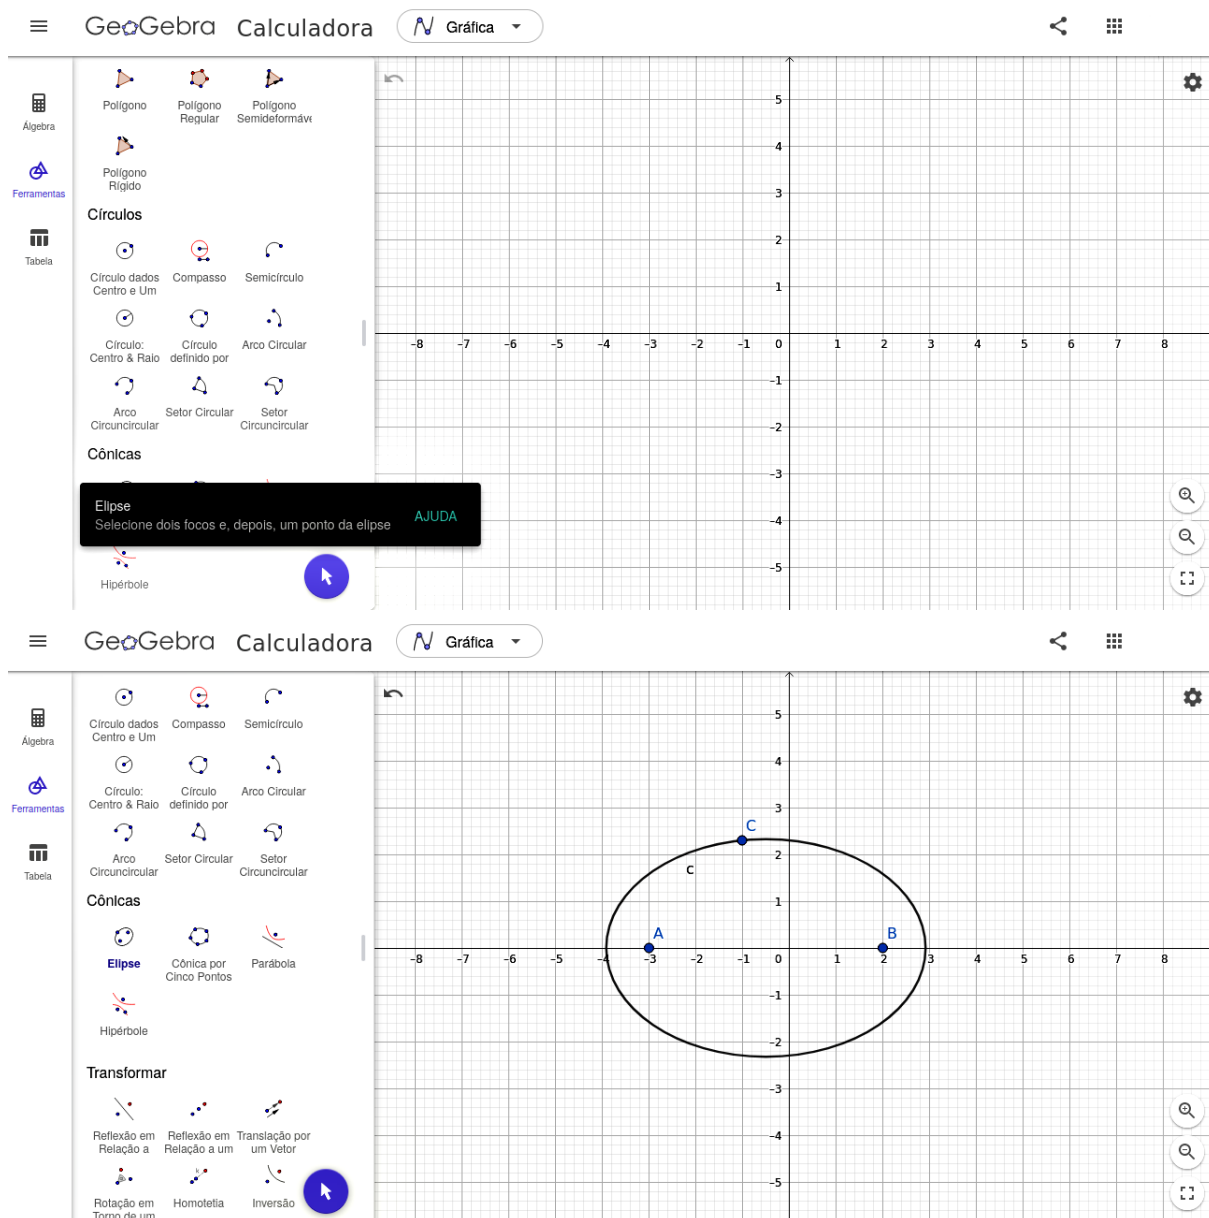 GeoGebra Calculadora Gráfica
Álgebra
Ferramentas
Tabela
Polígono Polígono Regular Polígono Semideformáve
Polígono Rígido
Círculos
Círculo dados Centro e Um Compasso Semicírculo
Círculo: Centro & Raio Círculo definido por Arco Circular
Arco Circuncircular Setor Circular Setor Circuncircular
Cônicas
Elipse
Selecione dois focos e, depois, um ponto da elipse
AJUDA
Hipérbole
5
4
3
2
1
-8 -7 -6 -5 -4 -3 -2 -1 0 1 2 3 4 5 6 7 8
-1
-2
-3
-4
-5
GeoGebra Calculadora Gráfica
Álgebra
Ferramentas
Tabela
Círculo dados Centro e Um Compasso Semicírculo
Círculo: Centro & Raio Círculo definido por Arco Circular
Arco Circuncircular Setor Circular Setor Circuncircular
Cônicas
Elipse Cônica por Cinco Pontos Parábola
Hipérbole
Transformar
Reflexão em Relação a Reflexão em Relação a um Translação por um Vetor
Rotação em Torno de um Homotetia Inversão
5
4
3
C
2
c
1
A B
-8 -7 -6 -5 -4 -3 -2 -1 0 1 2 3 4 5 6 7 8
-1
-2
-3
-4
-5